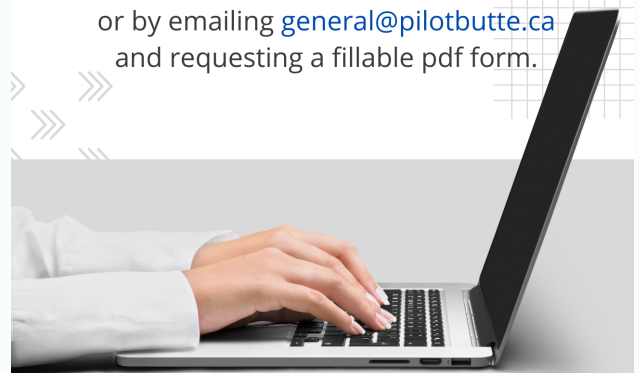 or by emailing general@pilotbutte.ca
and requesting a fillable pdf form.